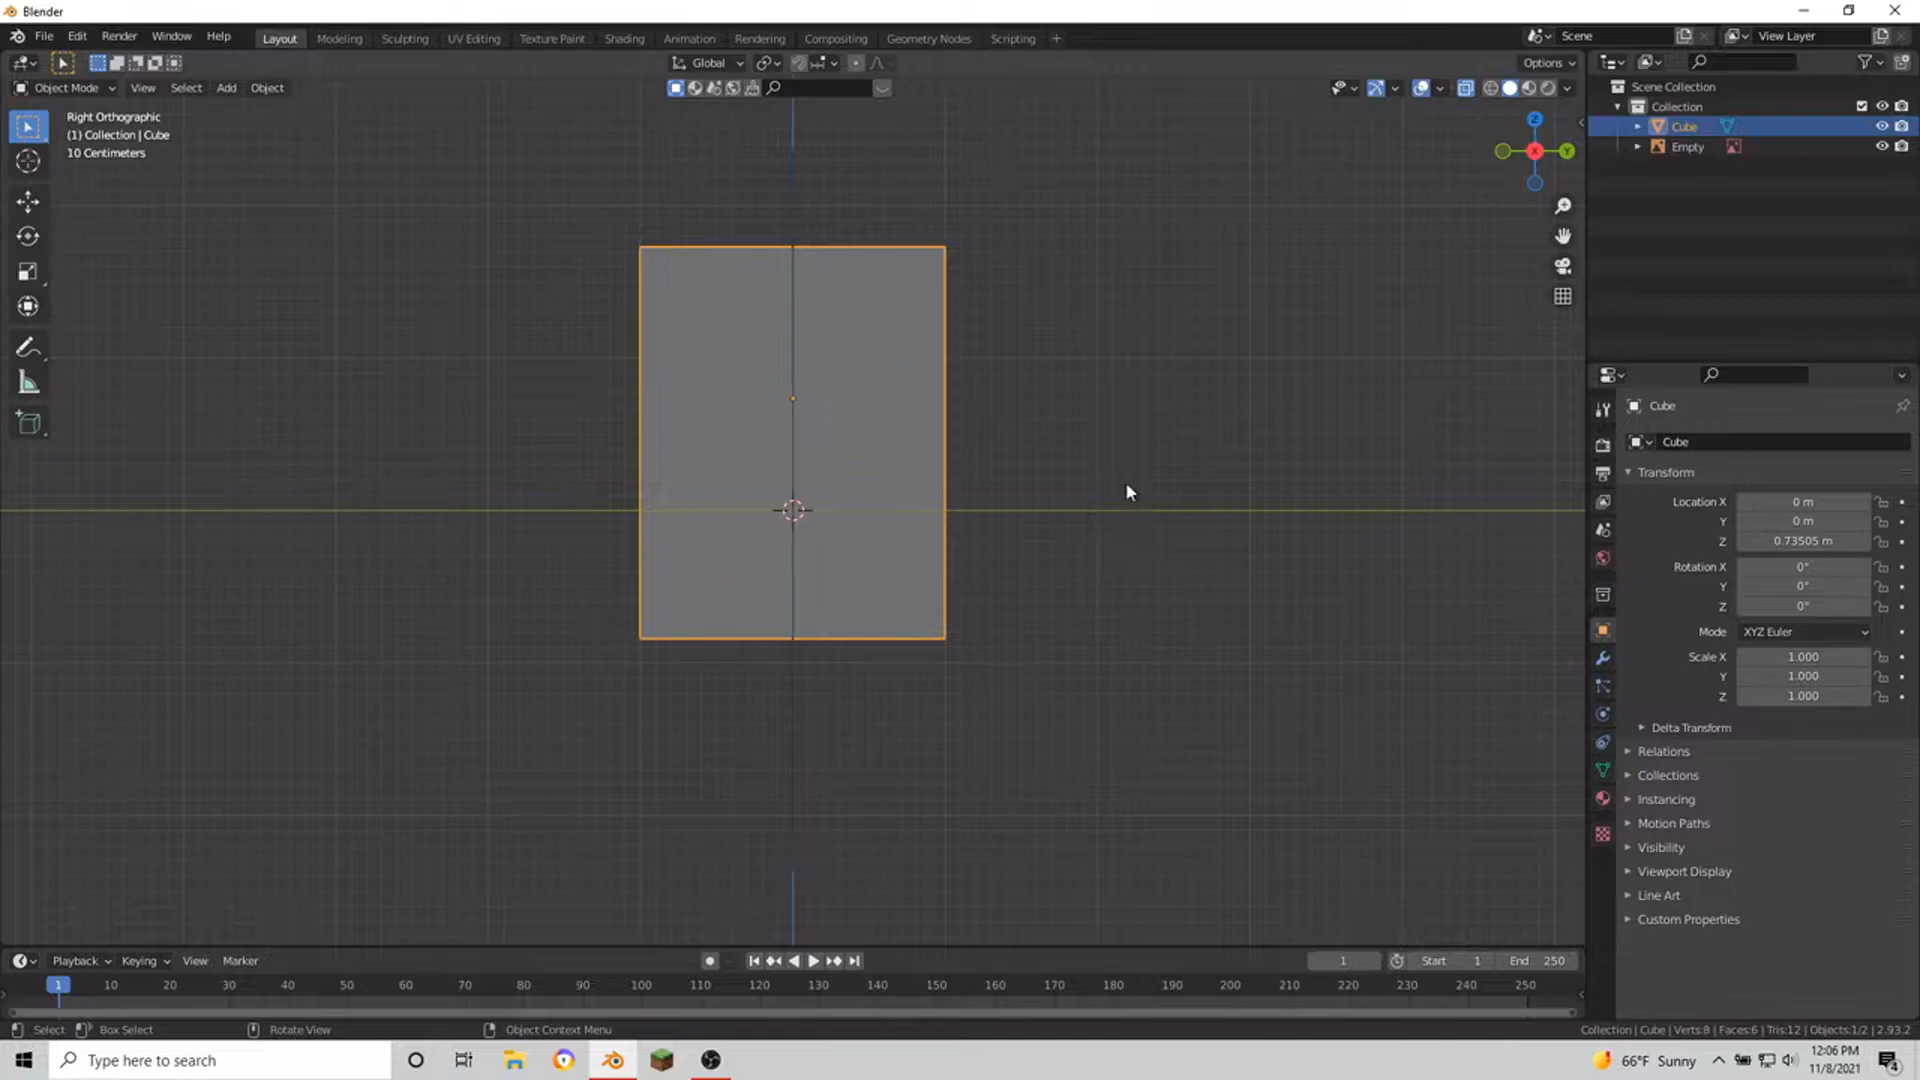 Blender
File Edit Render Window Help Layout Modeling Sculpting UV Editing Texture Paint Shading Animation Rendering Compositing Geometry Nodes Scripting + Scene View Layer
Global Options
Object Mode View Select Add Object
Right Orthographic
(1) Collection | Cube
10 Centimeters
Z
X
Y
Scene Collection
Collection
Cube
Empty
Cube
Cube
Transform
Location X 0 m
Y 0 m
Z 0.73505 m
Rotation X 0°
Y 0°
Z 0°
Mode XYZ Euler
Scale X 1.000
Y 1.000
Z 1.000
Delta Transform
Relations
Collections
Instancing
Motion Paths
Visibility
Viewport Display
Line Art
Custom Properties
Playback Keying View Marker 1 Start 1 End 250
1 10 20 30 40 50 60 70 80 90 100 110 120 130 140 150 160 170 180 190 200 210 220 230 240 250
Select Box Select Rotate View Object Context Menu Collection | Cube | Verts:8 | Faces:6 | Tris:12 | Objects:1/2 | 2.93.2
Type here to search 66°F Sunny
12:06 PM
11/8/2021
4